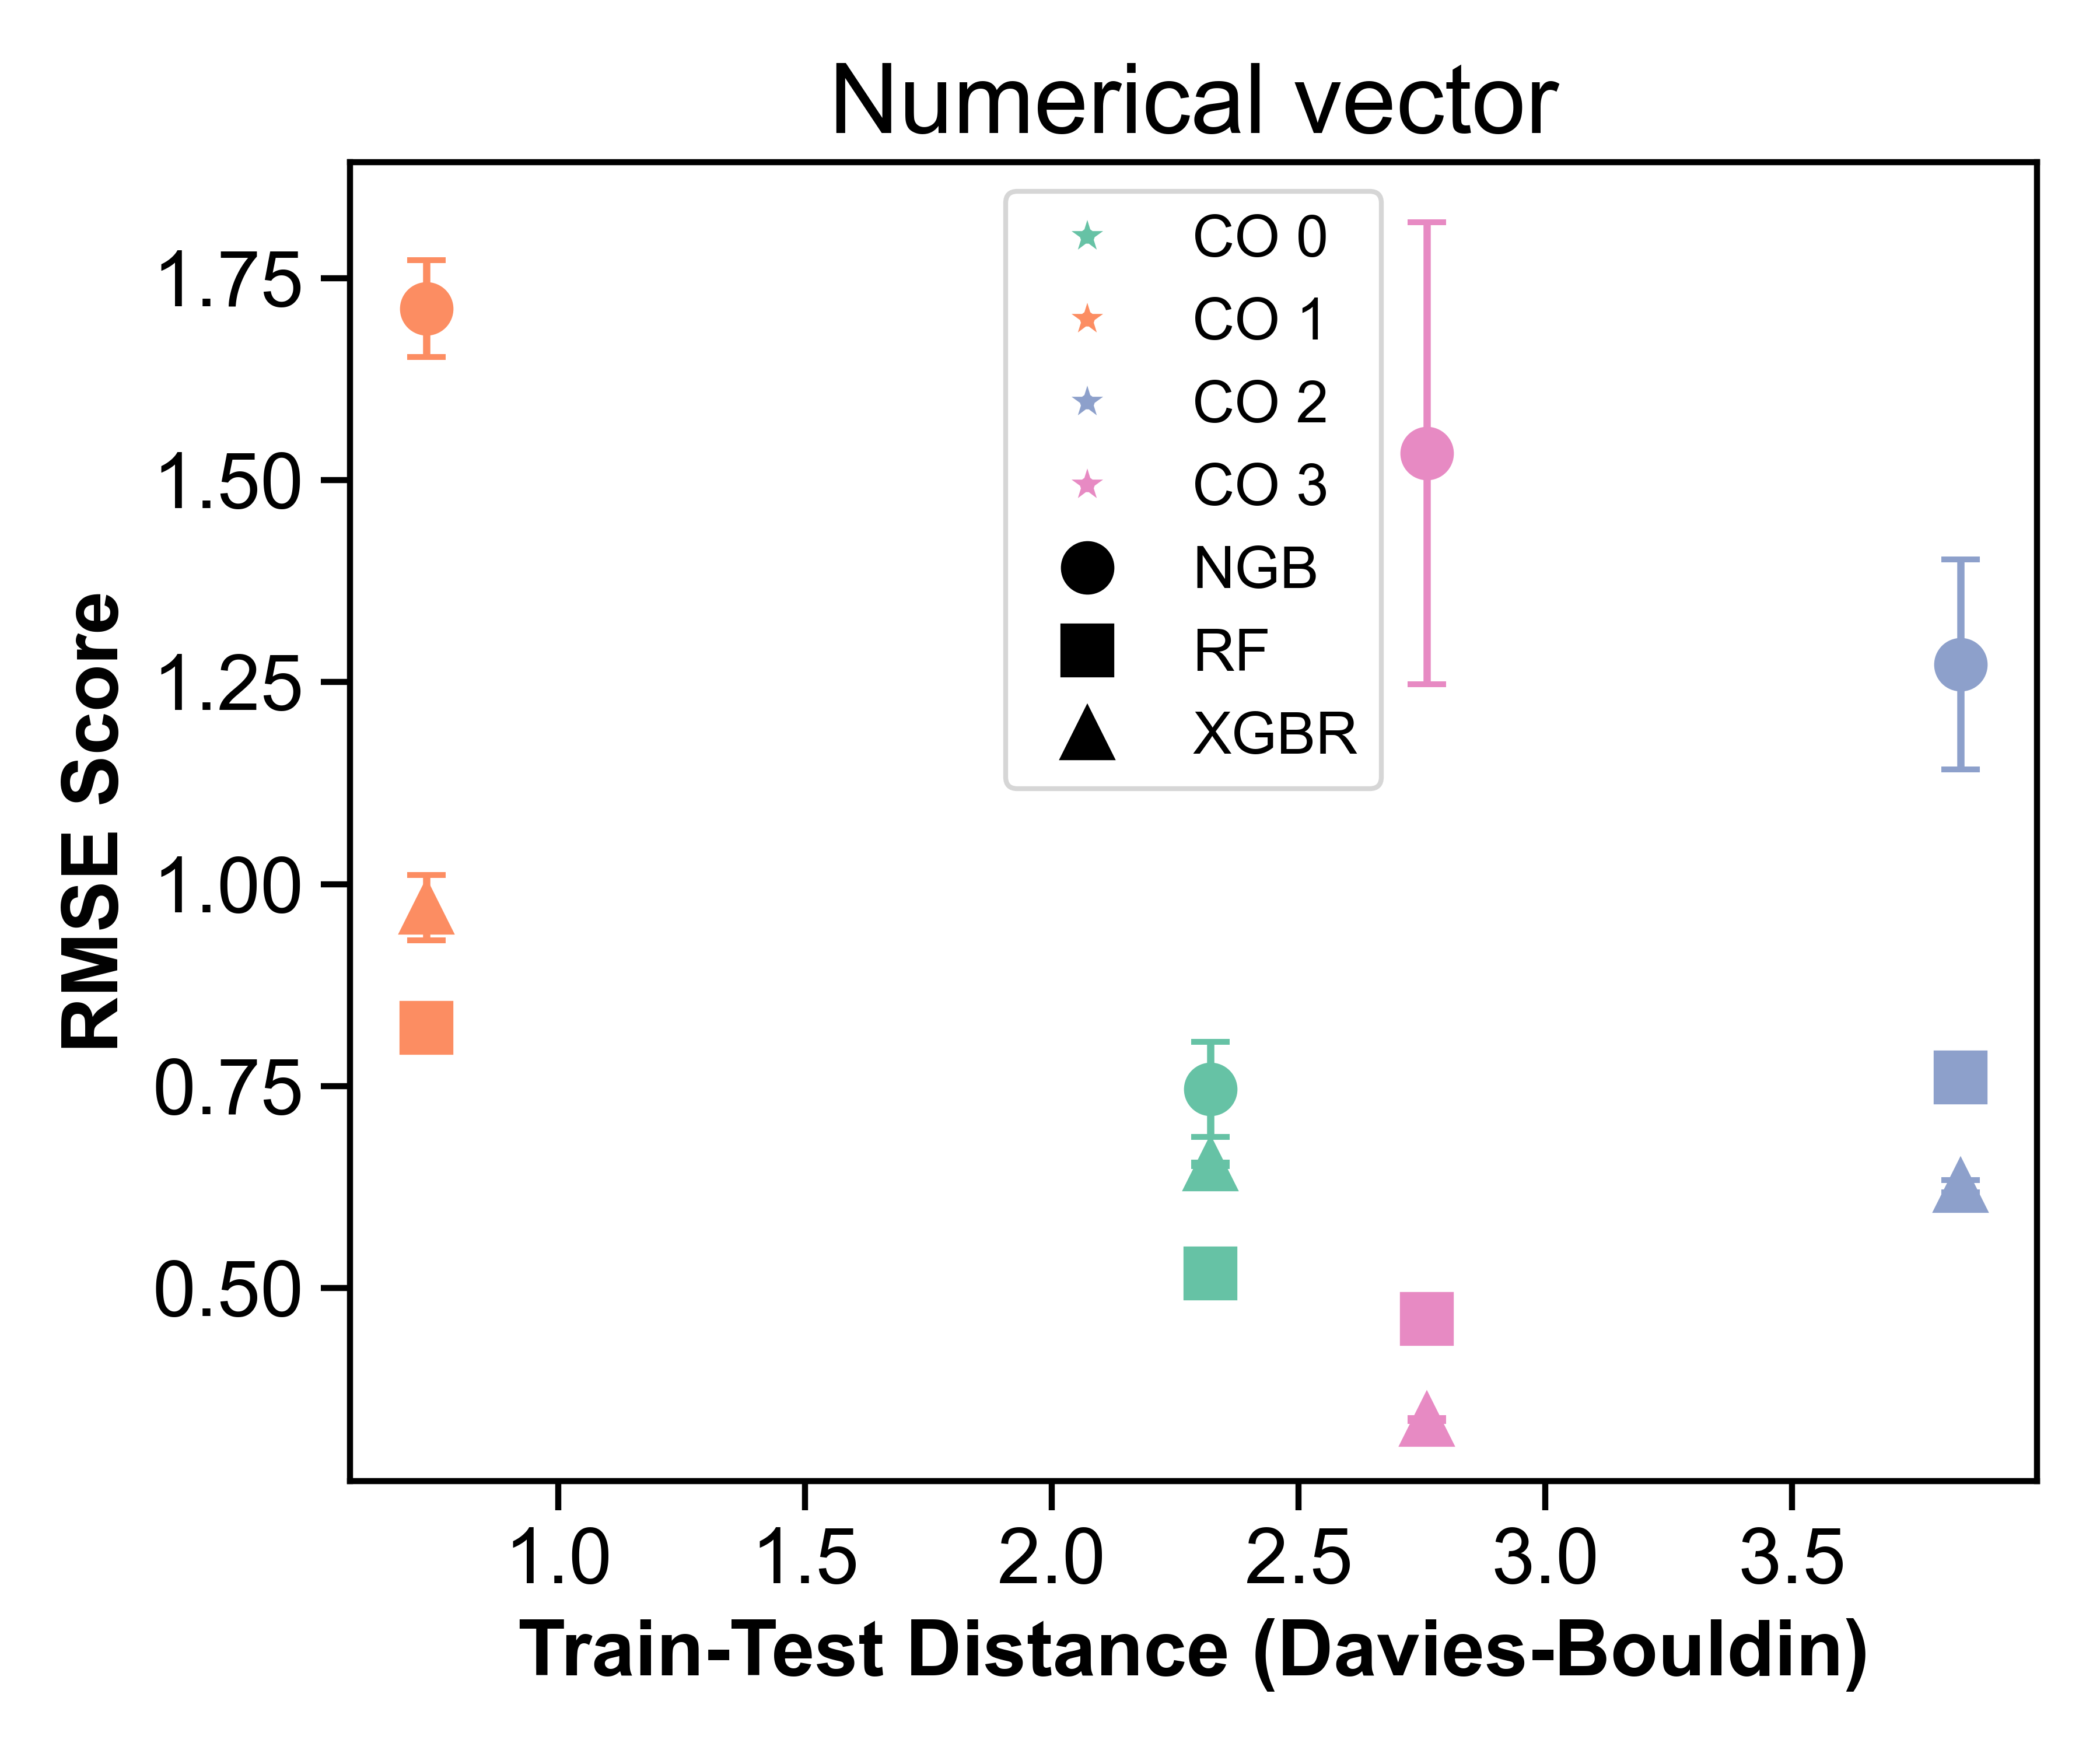 Numerical vector
CO 0
CO 1
CO 2
CO 3
NGB
RF
XGBR
RMSE Score
1.75
1.50
1.25
1.00
0.75
0.50
1.0 1.5 2.0 2.5 3.0 3.5
Train-Test Distance (Davies-Bouldin)